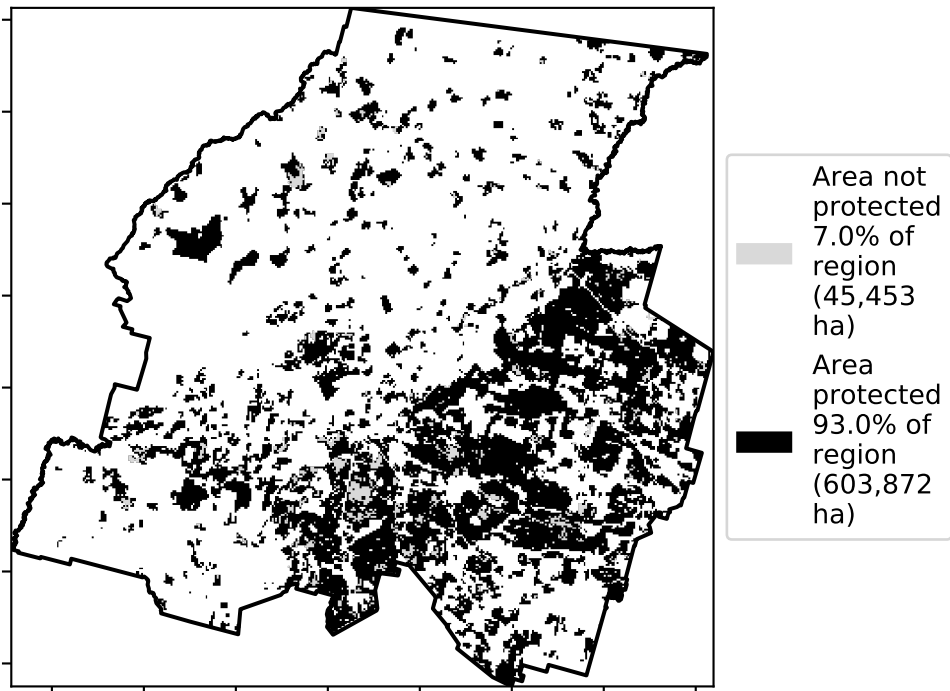 Area not
protected
7.0% of
region
(45,453
ha)
Area
protected
93.0% of
region
(603,872
ha)